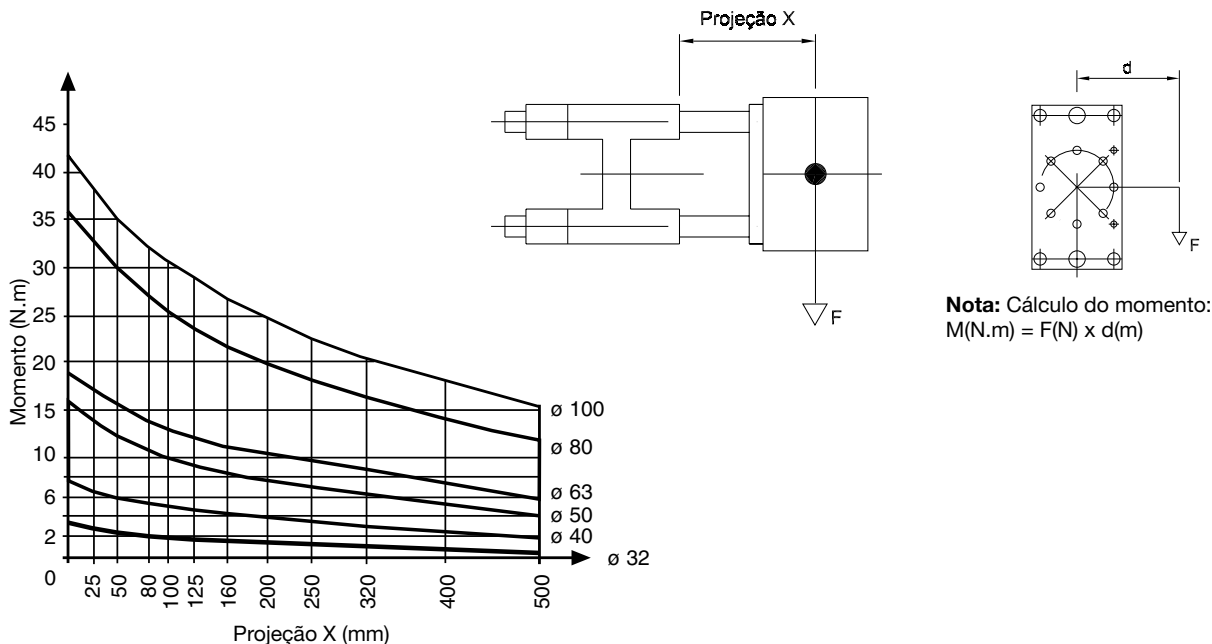 Projeção X
F
d
F
Nota: Cálculo do momento:
M(N.m) = F(N) x d(m)
Momento (N.m)
45
40
35
30
25
20
15
10
6
4
2
0
25
50
80
100
125
160
200
250
320
400
500
Projeção X (mm)
ø 100
ø 80
ø 63
ø 50
ø 40
ø 32